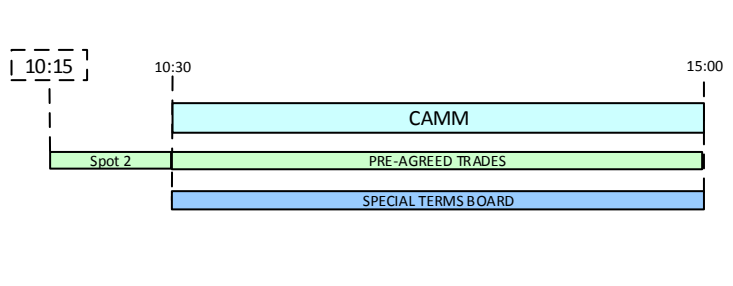 10:15
10:30
15:00
CAMM
Spot 2
PRE-AGREED TRADES
SPECIAL TERMS BOARD